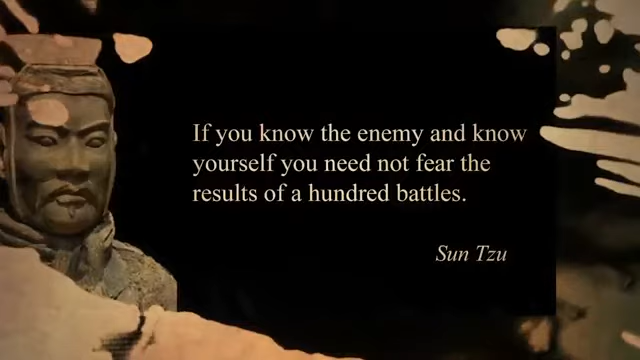 If you know the enemy and know
yourself you need not fear the
results of a hundred battles.
Sun Tzu